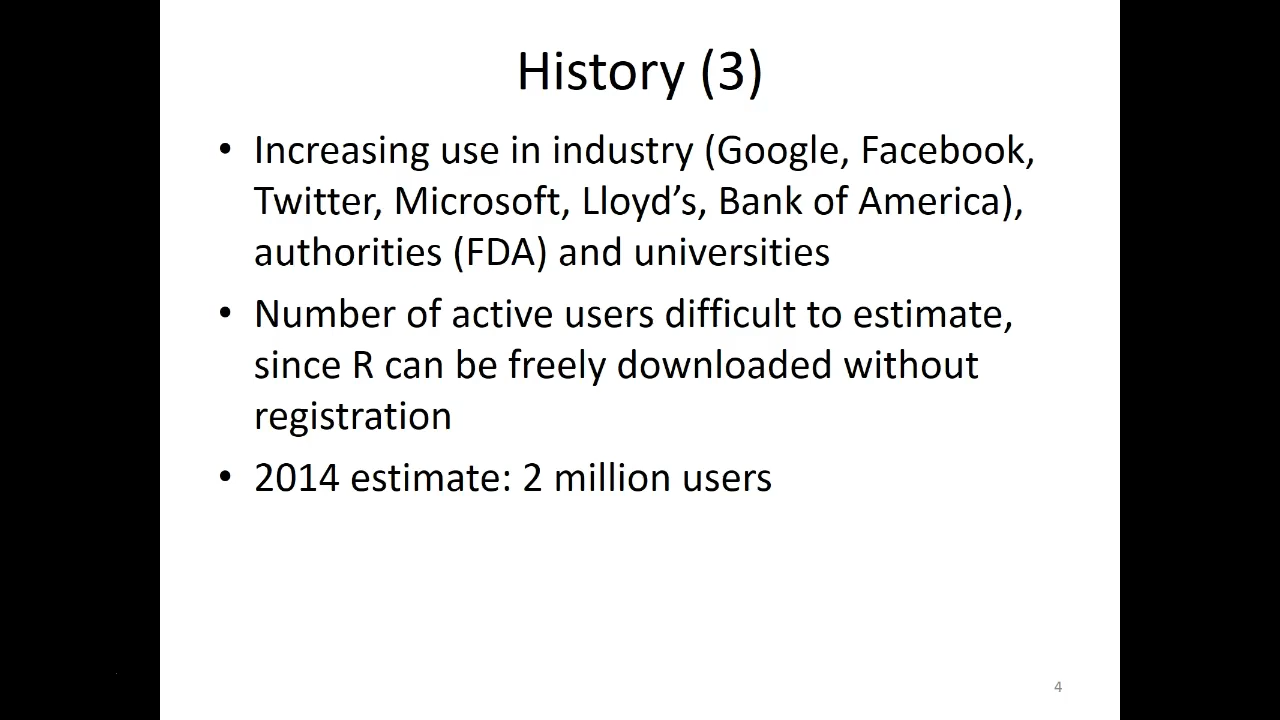 History (3)
• Increasing use in industry (Google, Facebook,
Twitter, Microsoft, Lloyd’s, Bank of America),
authorities (FDA) and universities
• Number of active users difficult to estimate,
since R can be freely downloaded without
registration
• 2014 estimate: 2 million users
4